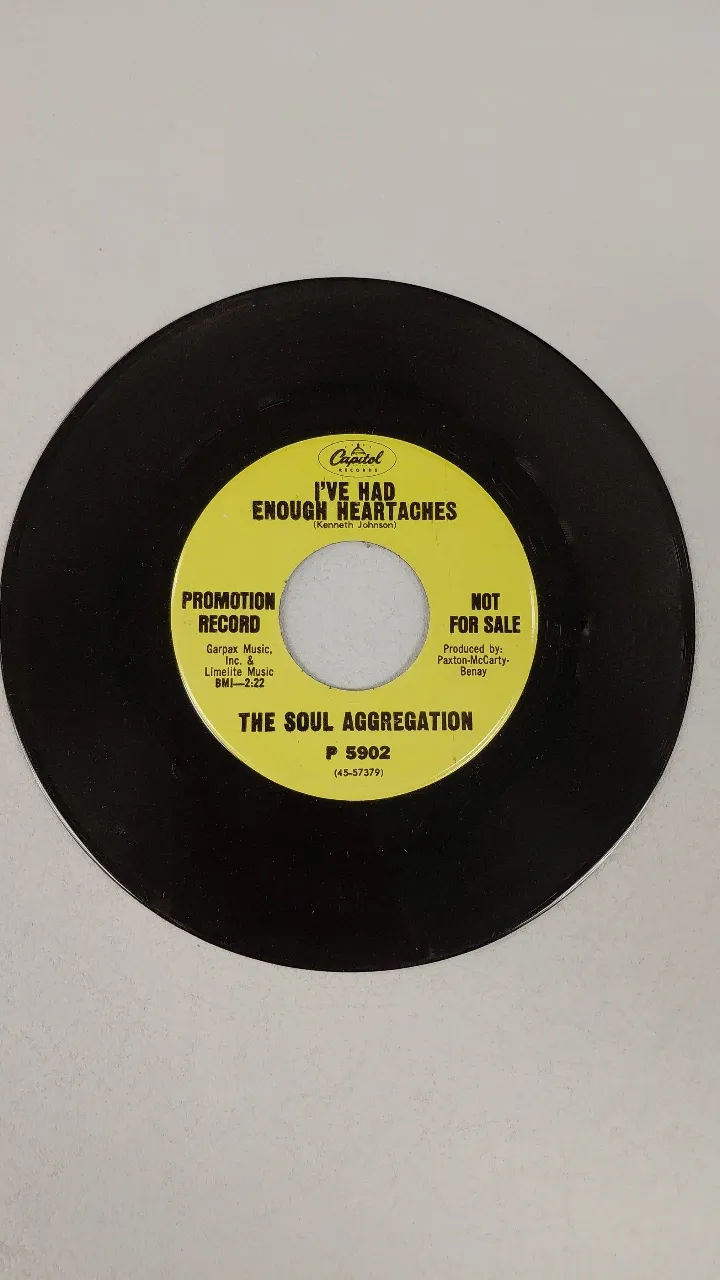 Capitol
RECORDS
I'VE HAD
ENOUGH HEARTACHES
(Kenneth Johnson)
PROMOTION
RECORD
Garpax Music,
Inc. &
Limelite Music
BMI—2:22
NOT
FOR SALE
Produced by:
Paxton-McCarty-
Benay
THE SOUL AGGREGATION
P 5902
(45-57379)